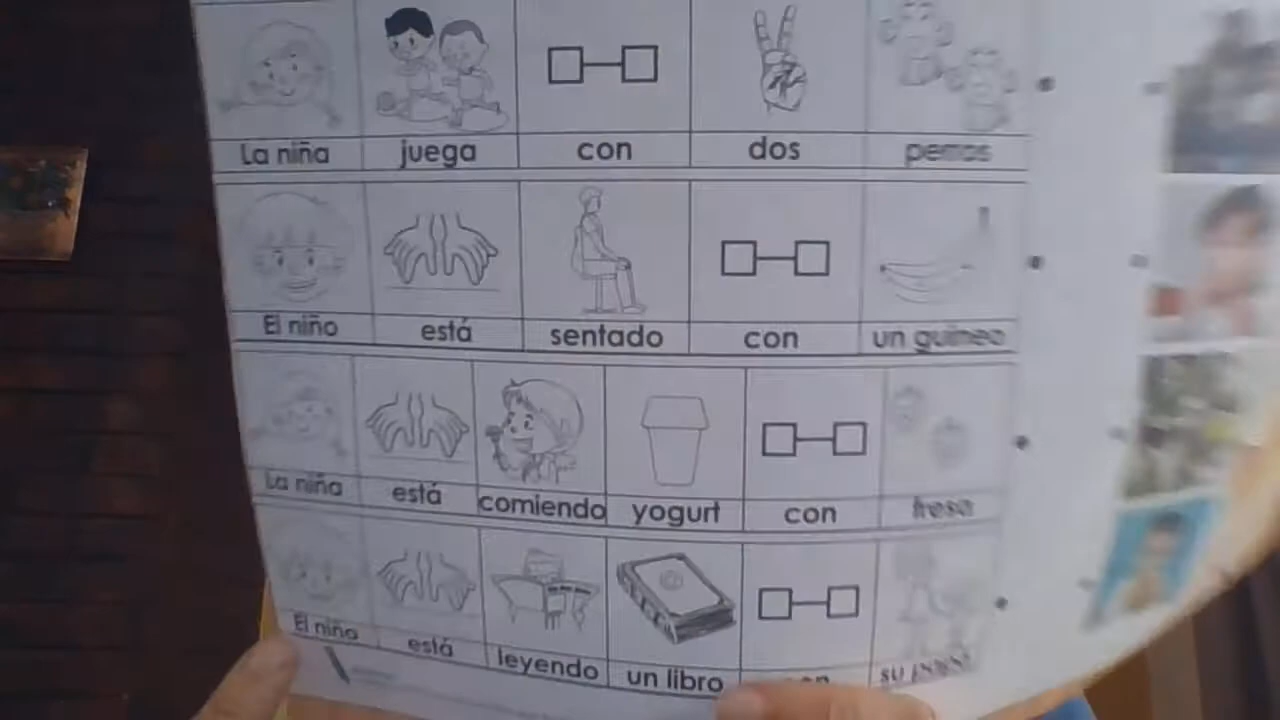 La niña juega con dos perros
El niño está sentado con un guineo
La niña está comiendo yogurt con fresa
El niño está leyendo un libro su